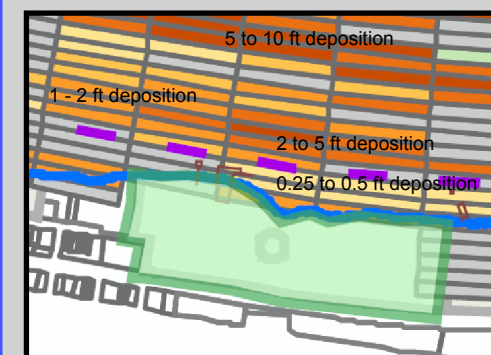 5 to 10 ft deposition
1 - 2 ft deposition
2 to 5 ft deposition
0.25 to 0.5 ft deposition